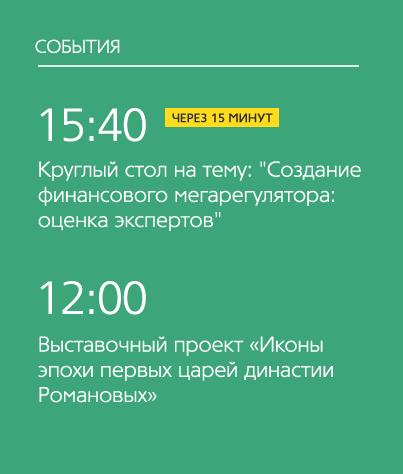 СОБЫТИЯ
15:40 ЧЕРЕЗ 15 МИНУТ
Круглый стол на тему: "Создание
финансового мегарегулятора:
оценка экспертов"
12:00
Выставочный проект «Иконы
эпохи первых царей династии
Романовых»